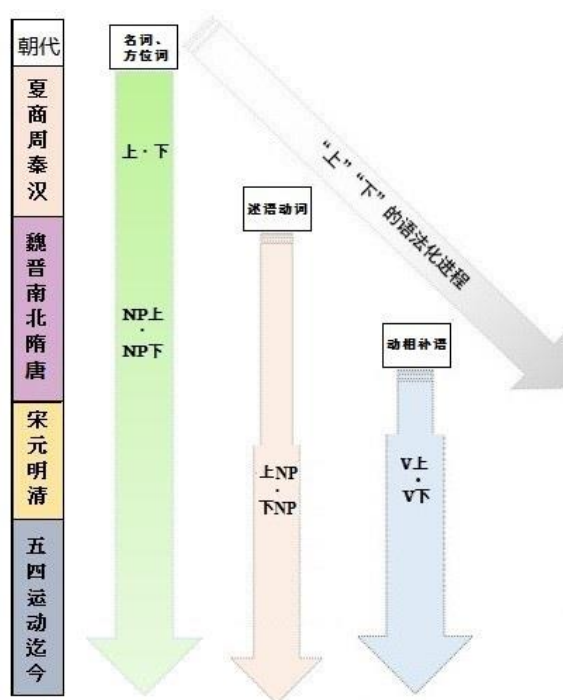 朝代
夏商周秦汉
魏晋南北隋唐
宋元明清
五四运动迄今
名词、
方位词
上·下
NP上
·
NP下
述语动词
上NP
·
下NP
动相补语
V上
·
V下
“上”“下”的语法化进程